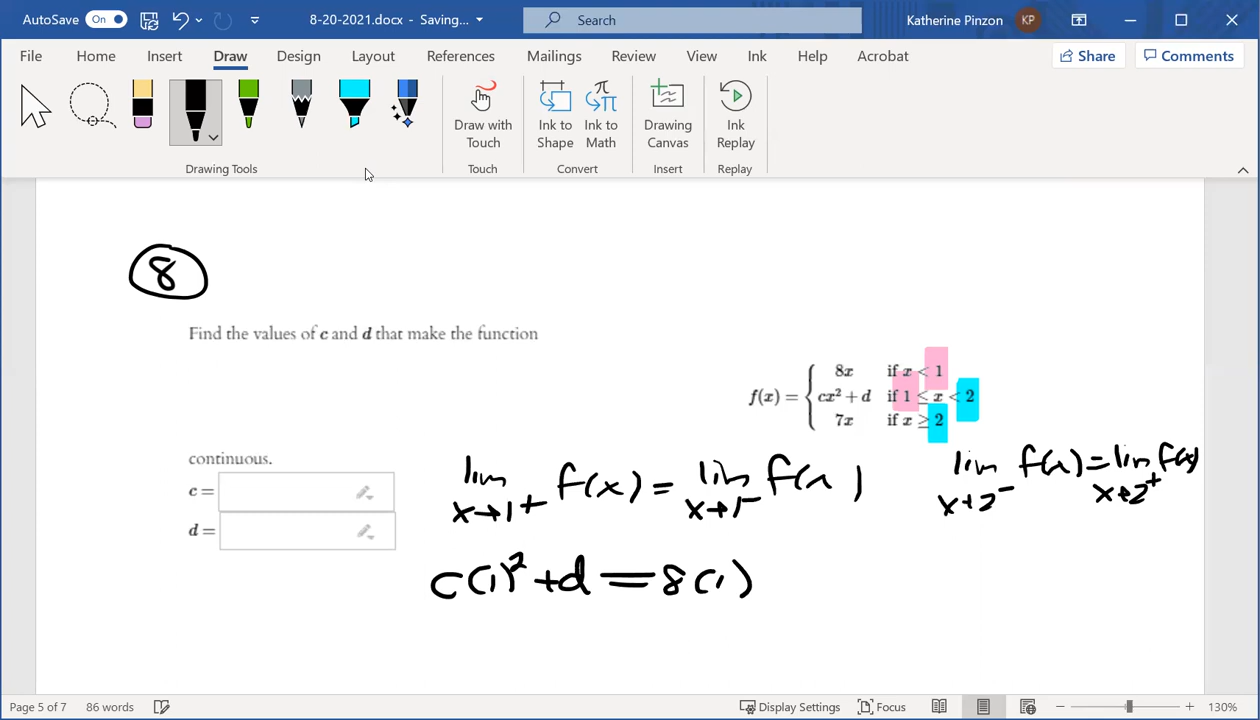 AutoSave On 8-20-2021.docx - Saving... Search Katherine Pinzon KP
File Home Insert Draw Design Layout References Mailings Review View Ink Help Acrobat Share Comments
Draw with Touch
Ink to Shape
Ink to Math
Drawing Canvas
Ink Replay
Drawing Tools Touch Convert Insert Replay
8
Find the values of c and d that make the function
8x if x < 1
f(x) = { cx² + d if 1 ≤ x < 2
7x if x ≥ 2
continuous.
c =
d =
lim x→1⁺ f(x) = lim x→1⁻ f(x)
lim x→2⁻ f(x) = lim x→2⁺ f(x)
c(1)² + d = 8(1)
Page 5 of 7 86 words Display Settings Focus 130%